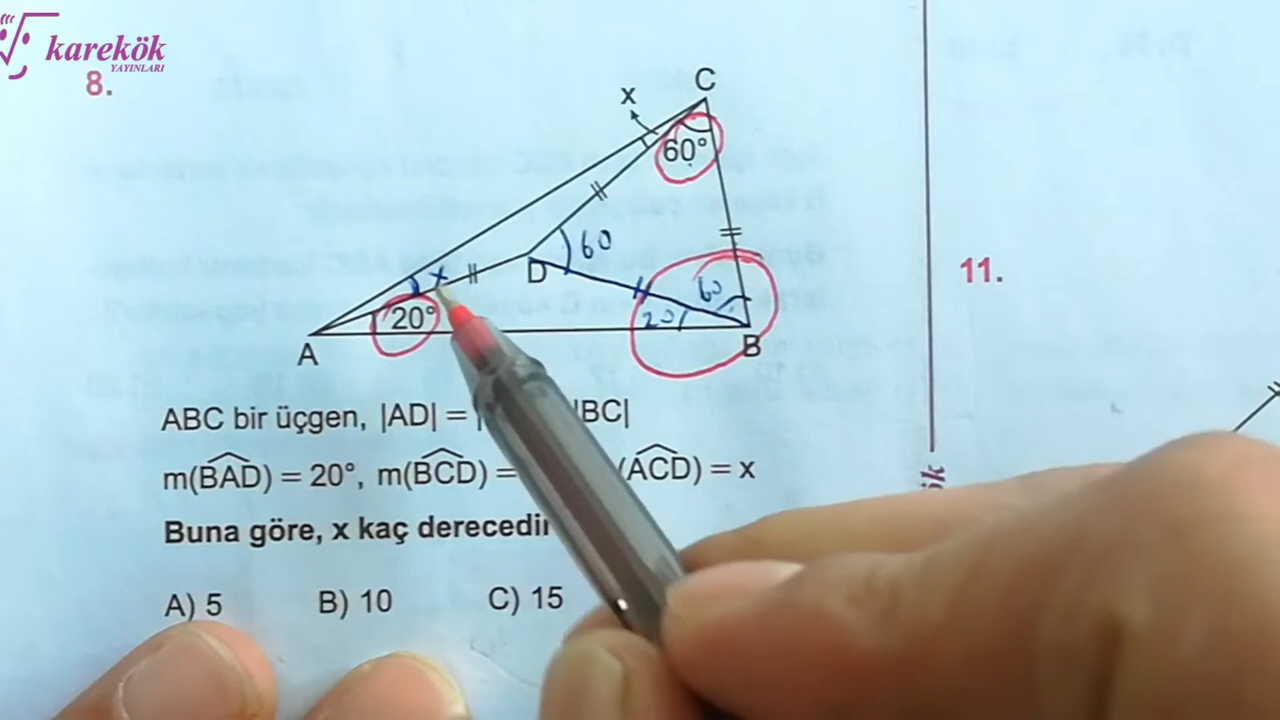 karekök
YAYINLARI
8.
C
x
60°
60
D
x
60
20°
20
A
B
11.
ABC bir üçgen, |AD| = |BC|
m(BAD) = 20°, m(BCD) = (ACD) = x
Buna göre, x kaç derecedir
A) 5 B) 10 C) 15